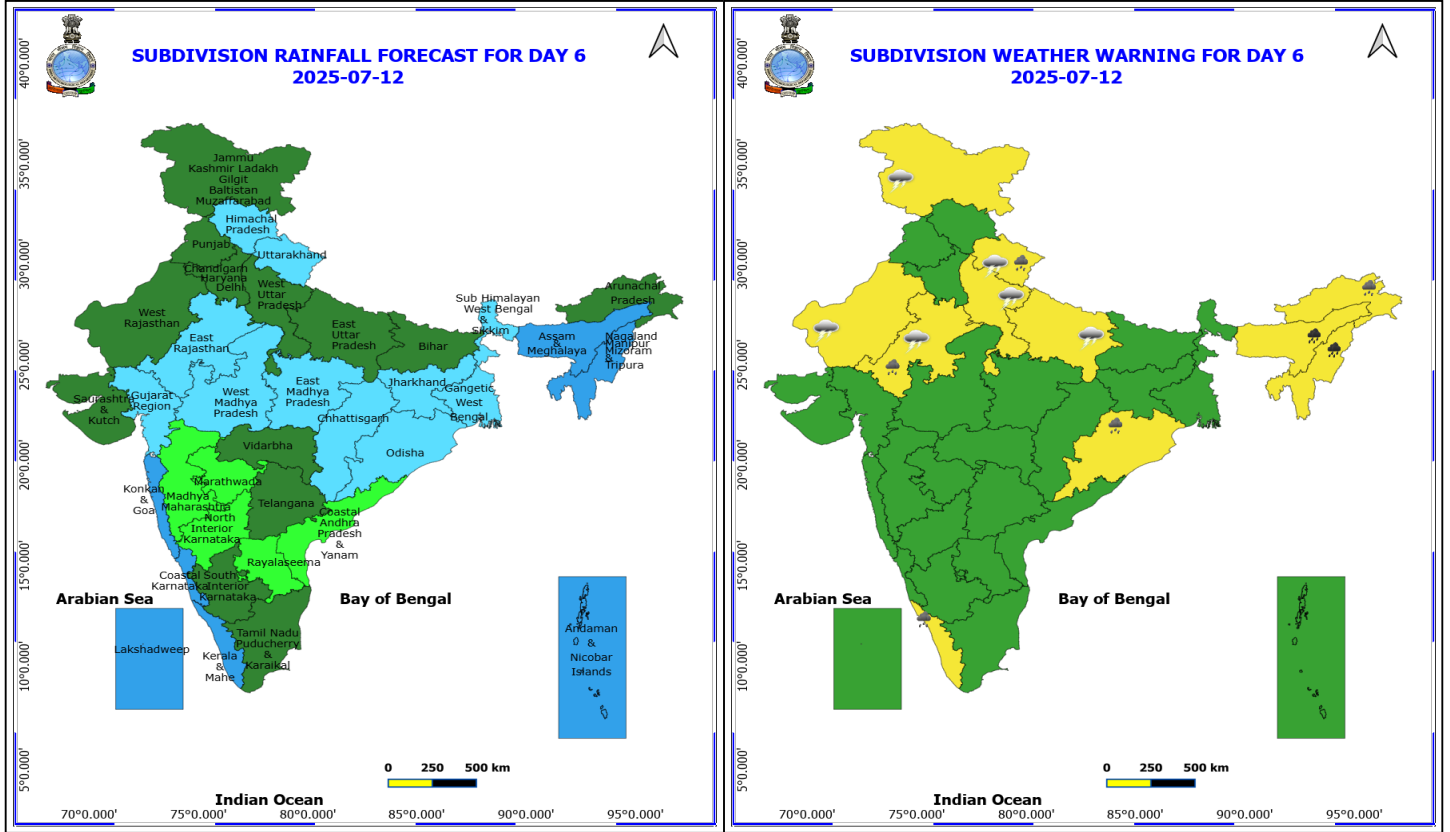 SUBDIVISION RAINFALL FORECAST FOR DAY 6
2025-07-12
40°0.000'
35°0.000'
30°0.000'
25°0.000'
20°0.000'
15°0.000'
10°0.000'
5°0.000'
Jammu
Kashmir Ladakh
Gilgit
Baltistan
Muzaffarabad
Himachal
Pradesh
Punjab
Uttarakhand
Chandigarh
Haryana
Delhi
West
Uttar
Pradesh
Arunachal
Pradesh
Sub Himalayan
West Bengal
&
Sikkim
West
Rajasthan
East
Rajasthan
East
Uttar
Pradesh
Bihar
Assam
&
Meghalaya
Nagaland
Manipur
Mizoram
&
Tripura
Saurashtra
&
Kutch
Gujarat
Region
West
Madhya
Pradesh
East
Madhya
Pradesh
Jharkhand
Gangetic
West
Bengal
Chhattisgarh
Odisha
Vidarbha
Konkan
&
Goa
Marathwada
Madhya
Maharashtra
North
Interior
Karnataka
Telangana
Coastal
Andhra
Pradesh
&
Yanam
Rayalaseema
Coastal
Karnataka
South
Interior
Karnataka
Arabian Sea
Bay of Bengal
Lakshadweep
Kerala
&
Mahe
Tamil Nadu
Puducherry
&
Karaikal
Andaman
&
Nicobar
Islands
0 250 500 km
Indian Ocean
70°0.000' 75°0.000' 80°0.000' 85°0.000' 90°0.000' 95°0.000'
SUBDIVISION WEATHER WARNING FOR DAY 6
2025-07-12
40°0.000'
35°0.000'
30°0.000'
25°0.000'
20°0.000'
15°0.000'
10°0.000'
5°0.000'
Arabian Sea
Bay of Bengal
0 250 500 km
Indian Ocean
70°0.000' 75°0.000' 80°0.000' 85°0.000' 90°0.000' 95°0.000'